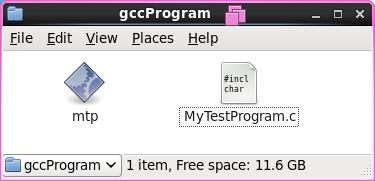 gccProgram
File Edit View Places Help
#incl
char
mtp
MyTestProgram.c
gccProgram 1 item, Free space: 11.6 GB